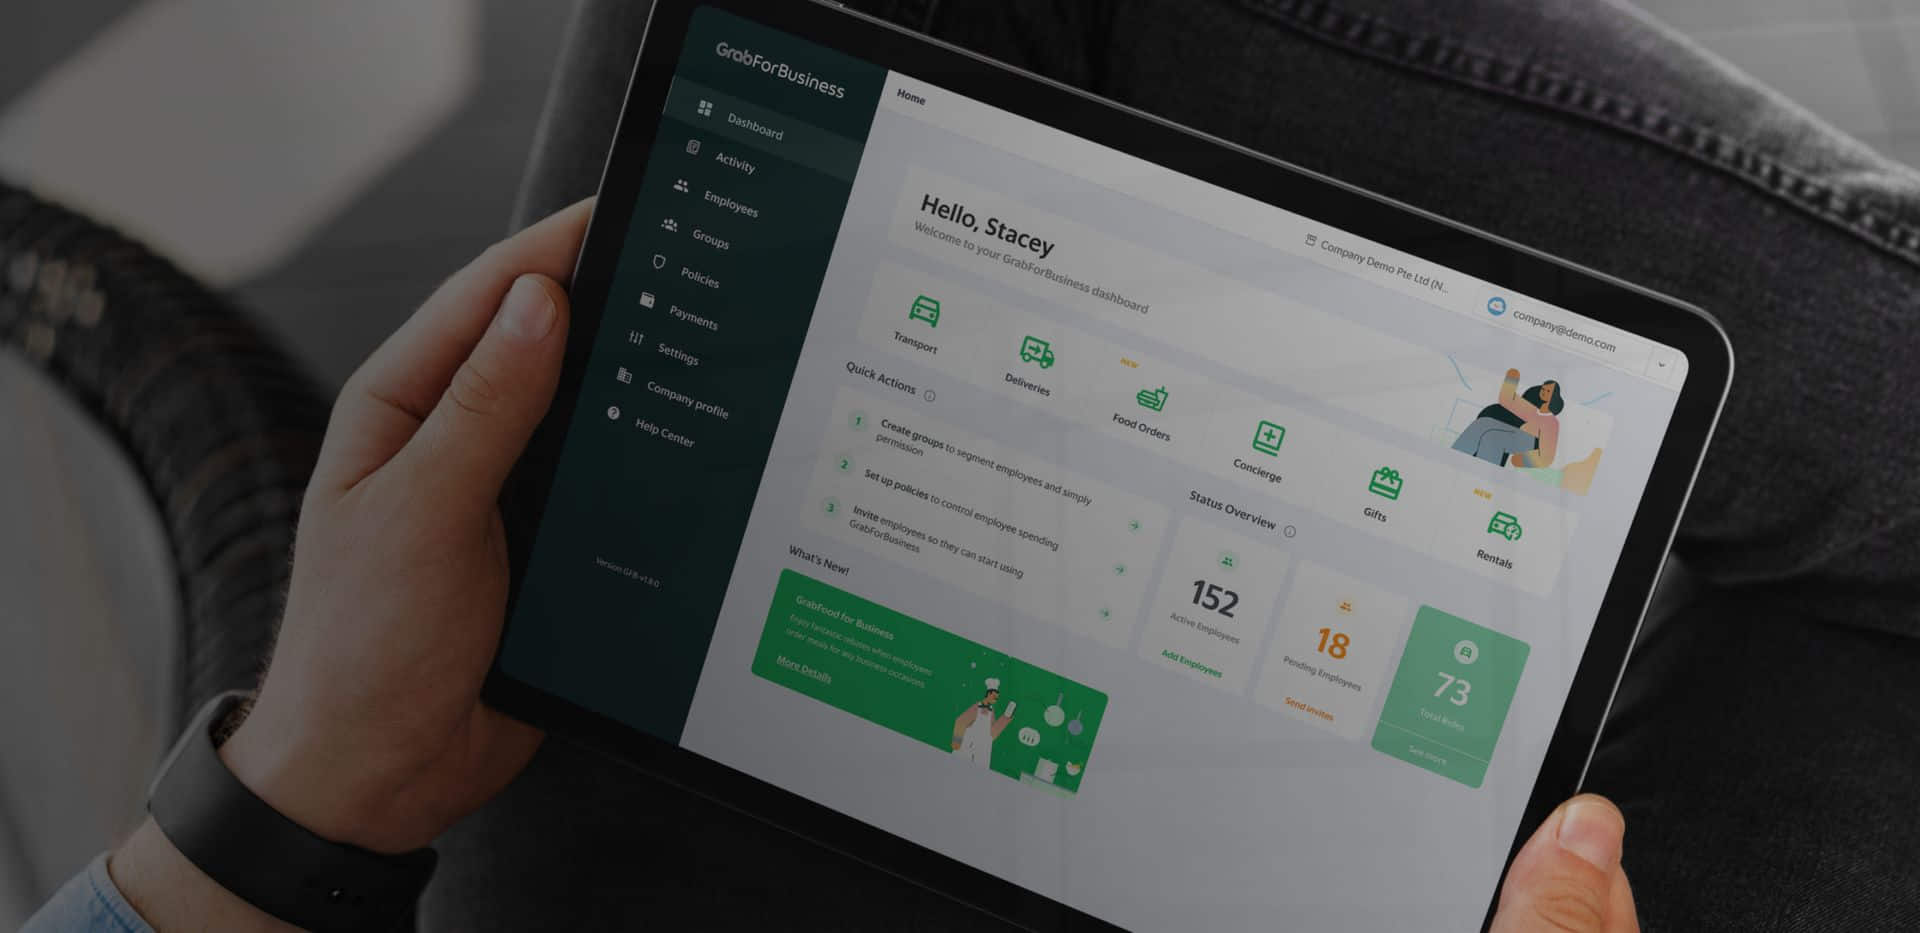 GrabForBusiness
Dashboard
Activity
Employees
Groups
Policies
Payments
Settings
Company profile
Help Center
Version GFB-v1.8.0
Home
Company Demo Pte Ltd (N...
company@demo.com
Hello, Stacey
Welcome to your GrabForBusiness dashboard
Transport
Deliveries
NEW
Food Orders
Concierge
Gifts
NEW
Rentals
Quick Actions
1
Create groups to segment employees and simply
permission
2
Set up policies to control employee spending
3
Invite employees so they can start using
GrabForBusiness
Status Overview
152
Active Employees
Add Employees
18
Pending Employees
Send invites
73
Total Rides
See more
What's New!
GrabFood for Business
Enjoy fantastic rebates when employees
order meals for any business occasions
More Details